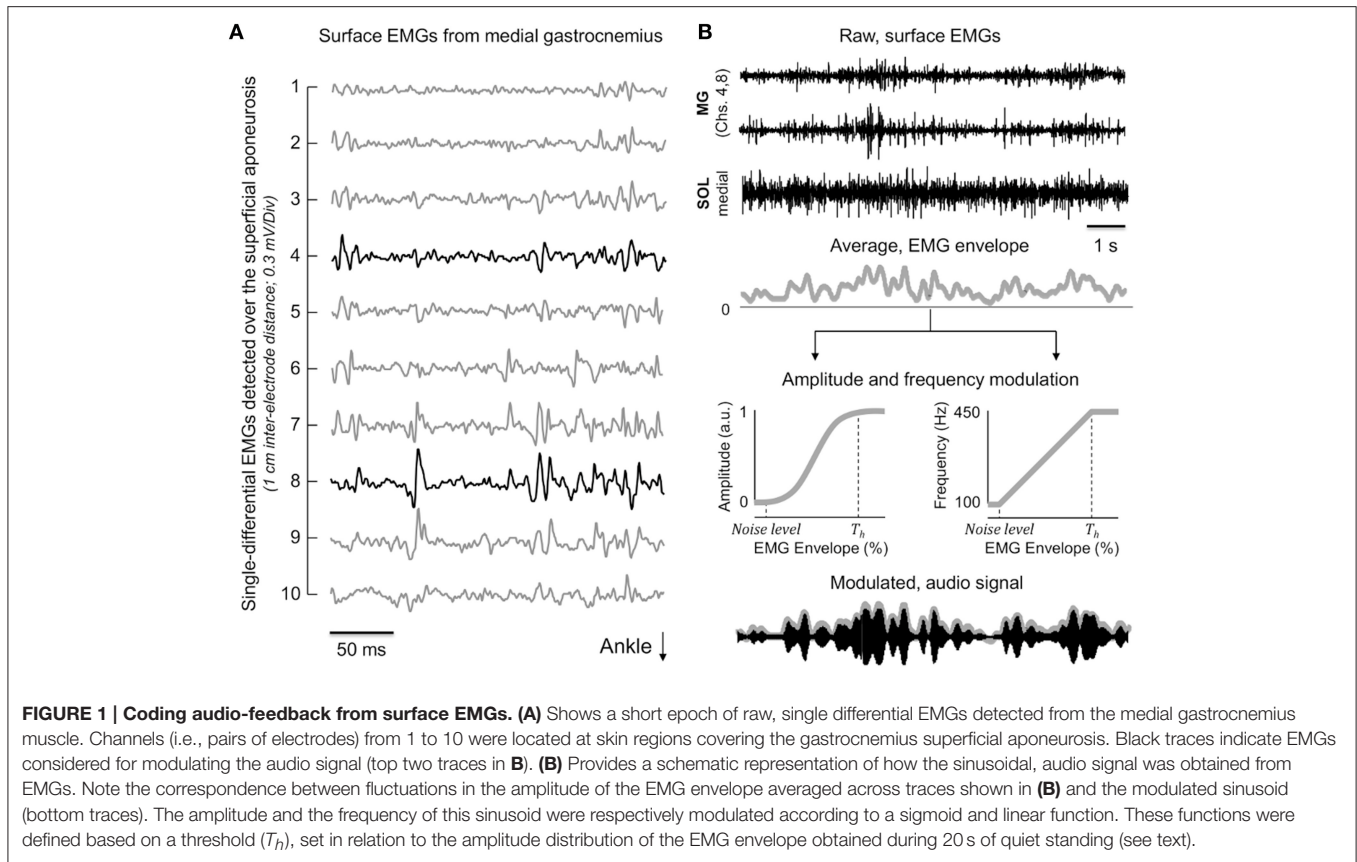 A
Surface EMGs from medial gastrocnemius
Single-differential EMGs detected over the superficial aponeurosis
(1 cm inter-electrode distance; 0.3 mV/Div)
1
2
3
4
5
6
7
8
9
10
50 ms
Ankle ↓
B
Raw, surface EMGs
MG
(Chs. 4,8)
SOL
medial
1 s
Average, EMG envelope
0
Amplitude and frequency modulation
Amplitude (a.u.)
1
0
Noise level
T_h
EMG Envelope (%)
Frequency (Hz)
450
100
Noise level
T_h
EMG Envelope (%)
Modulated, audio signal
FIGURE 1 | Coding audio-feedback from surface EMGs. (A) Shows a short epoch of raw, single differential EMGs detected from the medial gastrocnemius
muscle. Channels (i.e., pairs of electrodes) from 1 to 10 were located at skin regions covering the gastrocnemius superficial aponeurosis. Black traces indicate EMGs
considered for modulating the audio signal (top two traces in B). (B) Provides a schematic representation of how the sinusoidal, audio signal was obtained from
EMGs. Note the correspondence between fluctuations in the amplitude of the EMG envelope averaged across traces shown in (B) and the modulated sinusoid
(bottom traces). The amplitude and the frequency of this sinusoid were respectively modulated according to a sigmoid and linear function. These functions were
defined based on a threshold (T_h), set in relation to the amplitude distribution of the EMG envelope obtained during 20 s of quiet standing (see text).